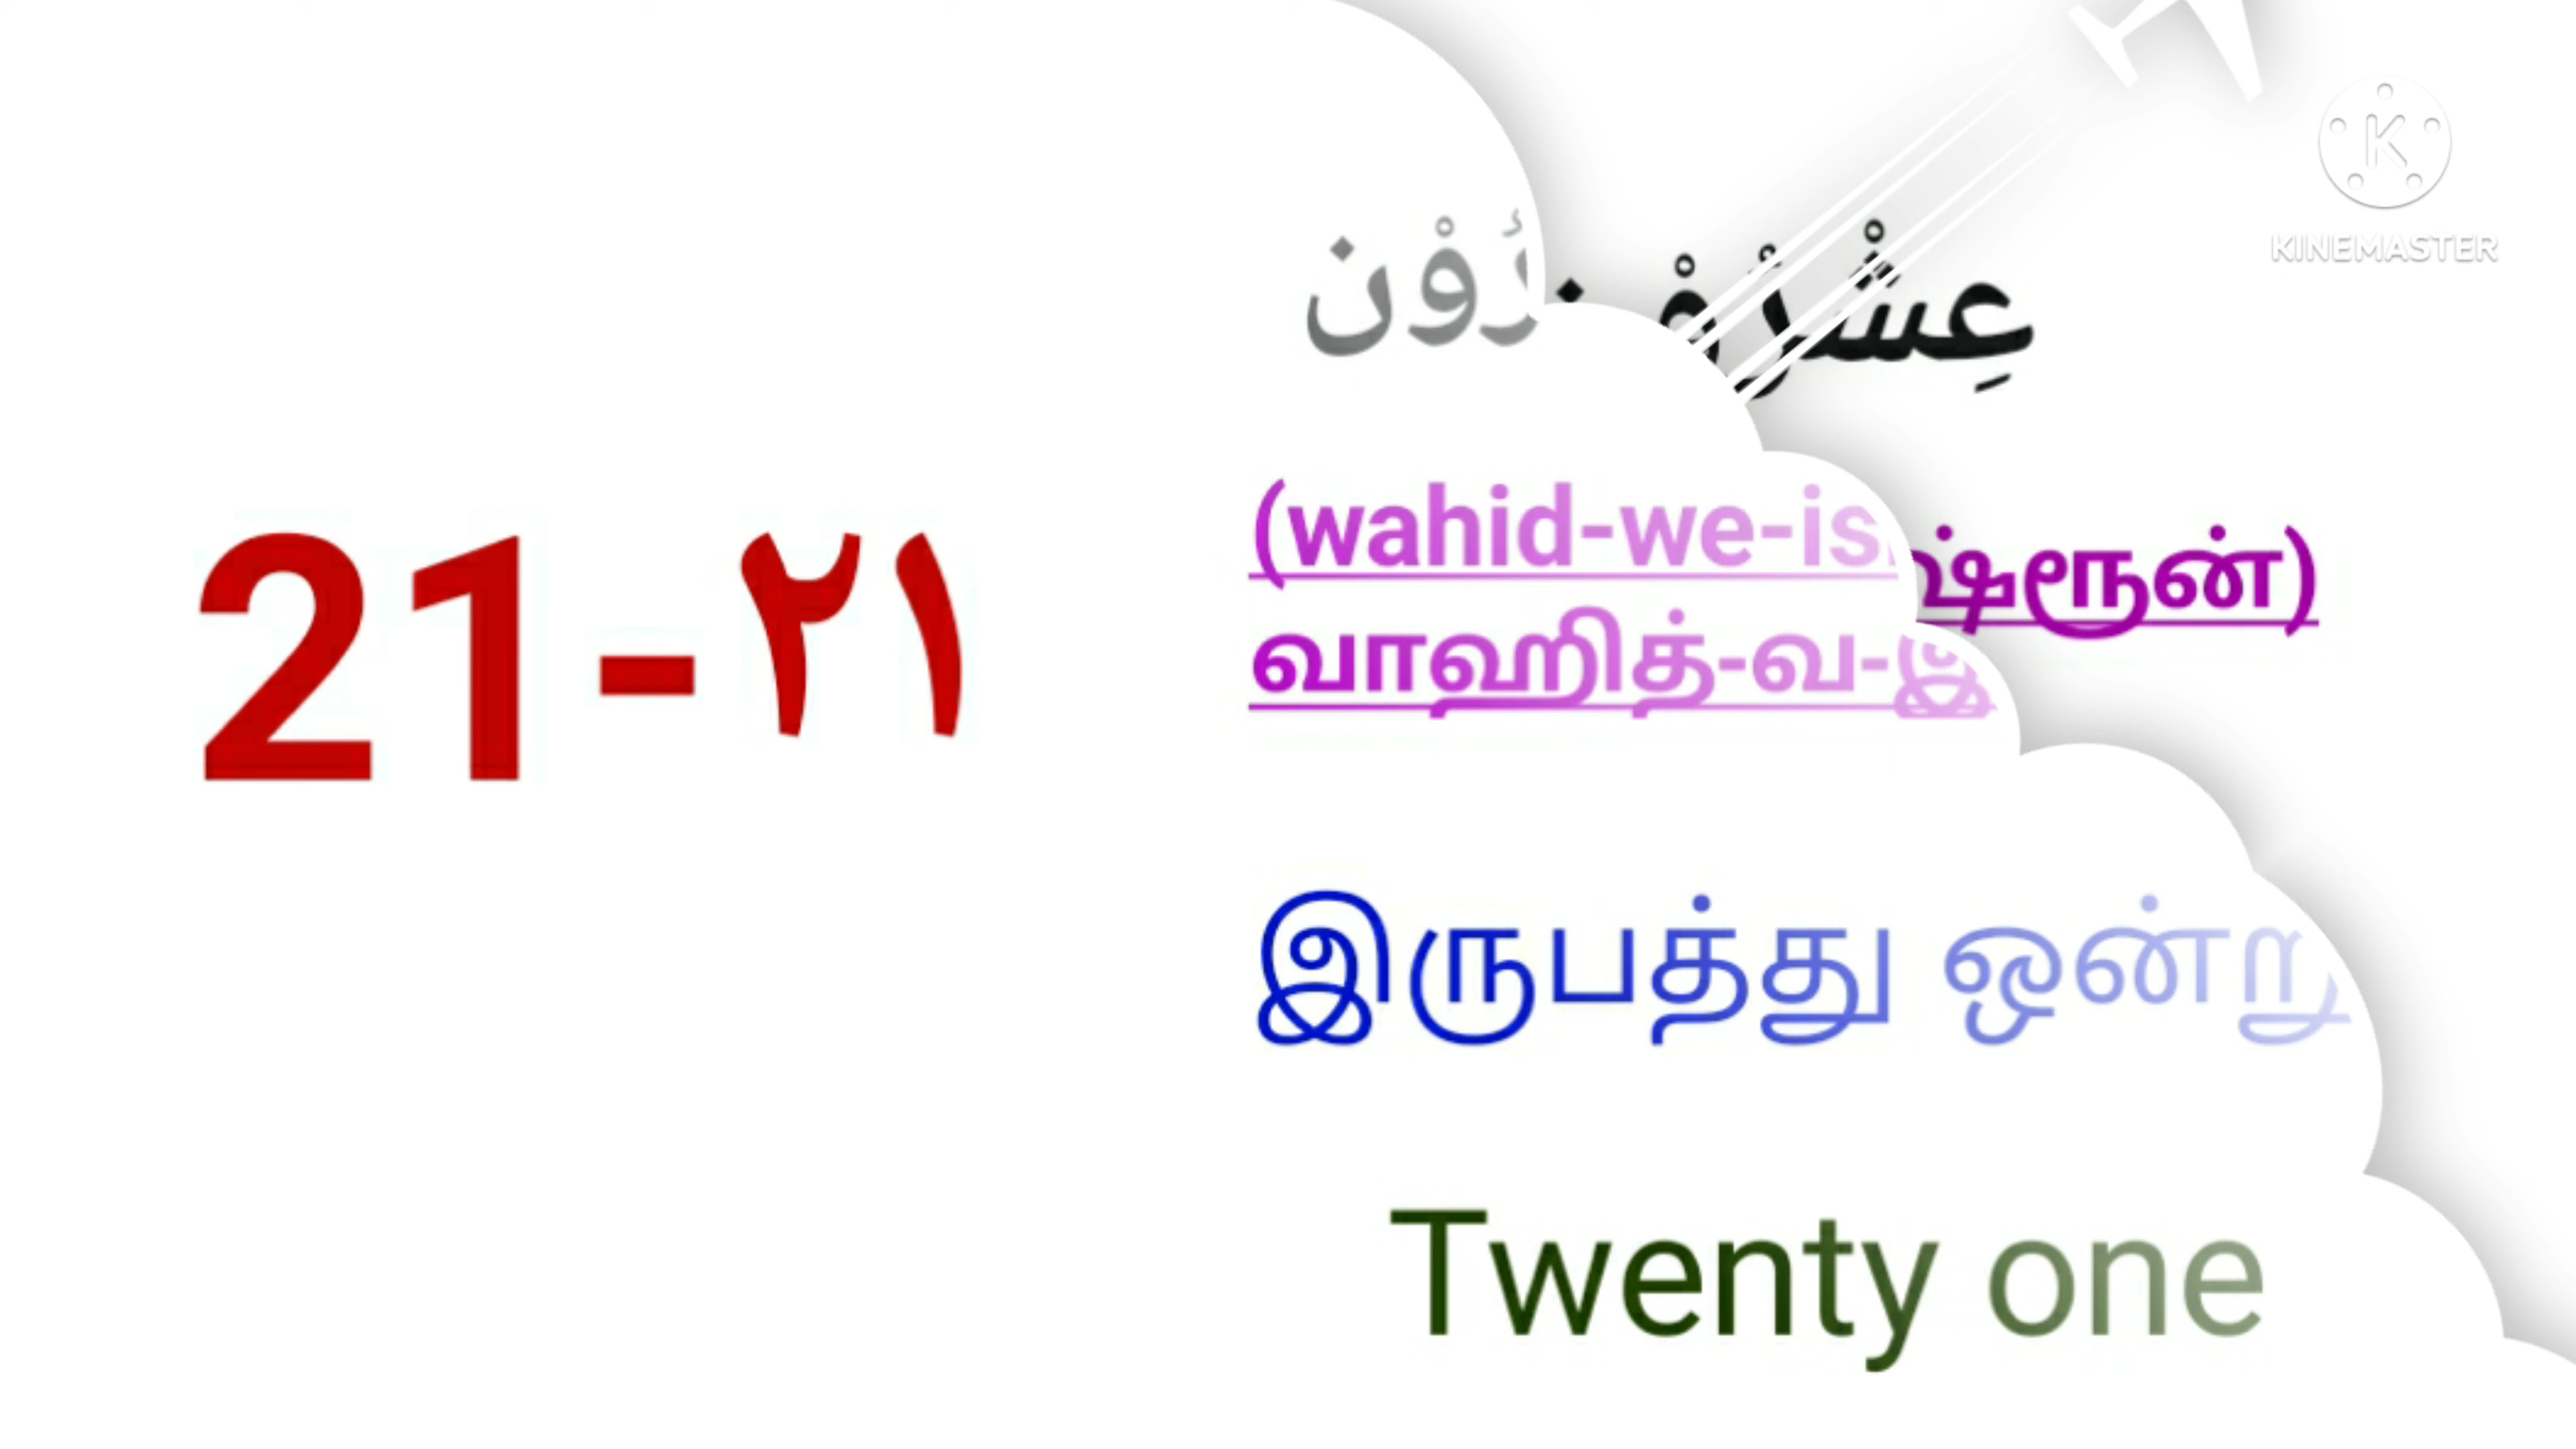 عِشْرُوْن
KINEMASTER
(wahid-we-is
ஷ்ரூன்)
வாஹித்-வ-இ
21-٢١
இருபத்து ஒன்று
Twenty one